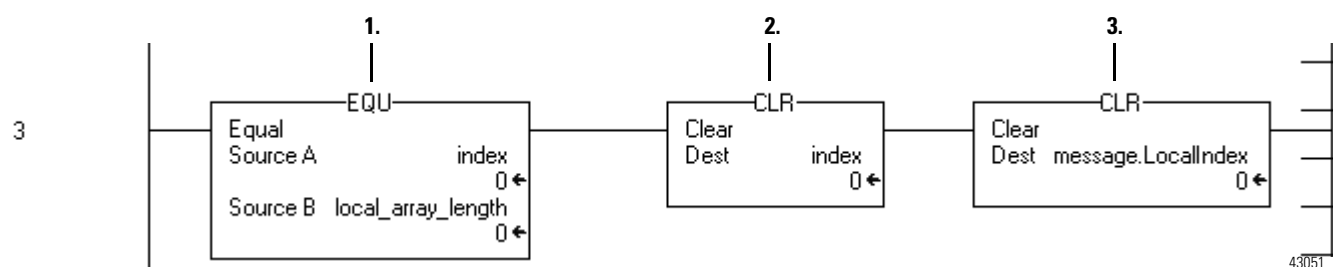 1. 2. 3.
EQU CLR CLR
3 Equal Clear Clear
Source A index Dest index Dest message.LocalIndex
0 0 0
Source B local_array_length
0
43051